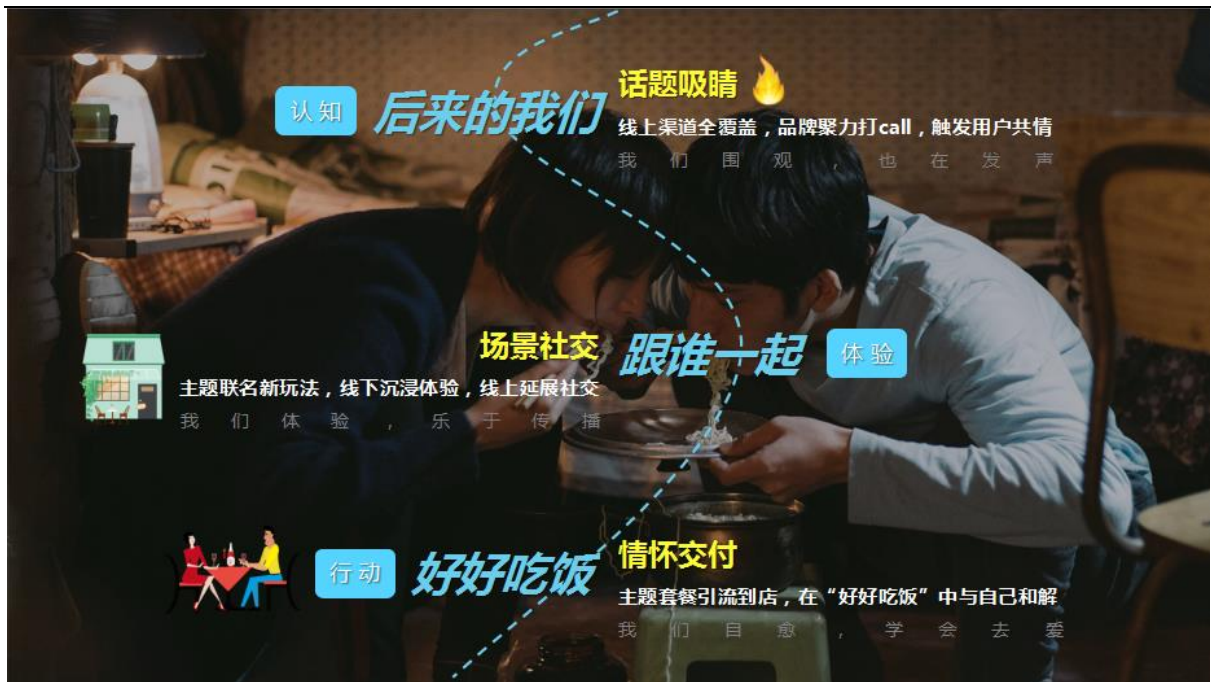 话题吸睛
认知 后来的我们
线上渠道全覆盖，品牌聚力打call，触发用户共情
我们围观，也在发声
场景社交
跟谁一起 体验
主题联名新玩法，线下沉浸体验，线上延展社交
我们体验，乐于传播
行动 好好吃饭
情怀交付
主题套餐引流到店，在“好好吃饭”中与自己和解
我们自愈，学会去爱